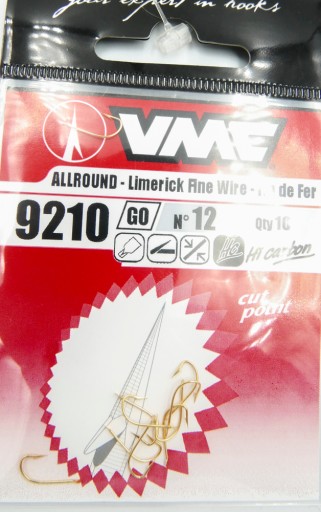 your expert in hooks
VMC
ALLROUND - Limerick Fine Wire - de Fer
9210 GO N° 12 Qty 10
Hi carbon
cut
point